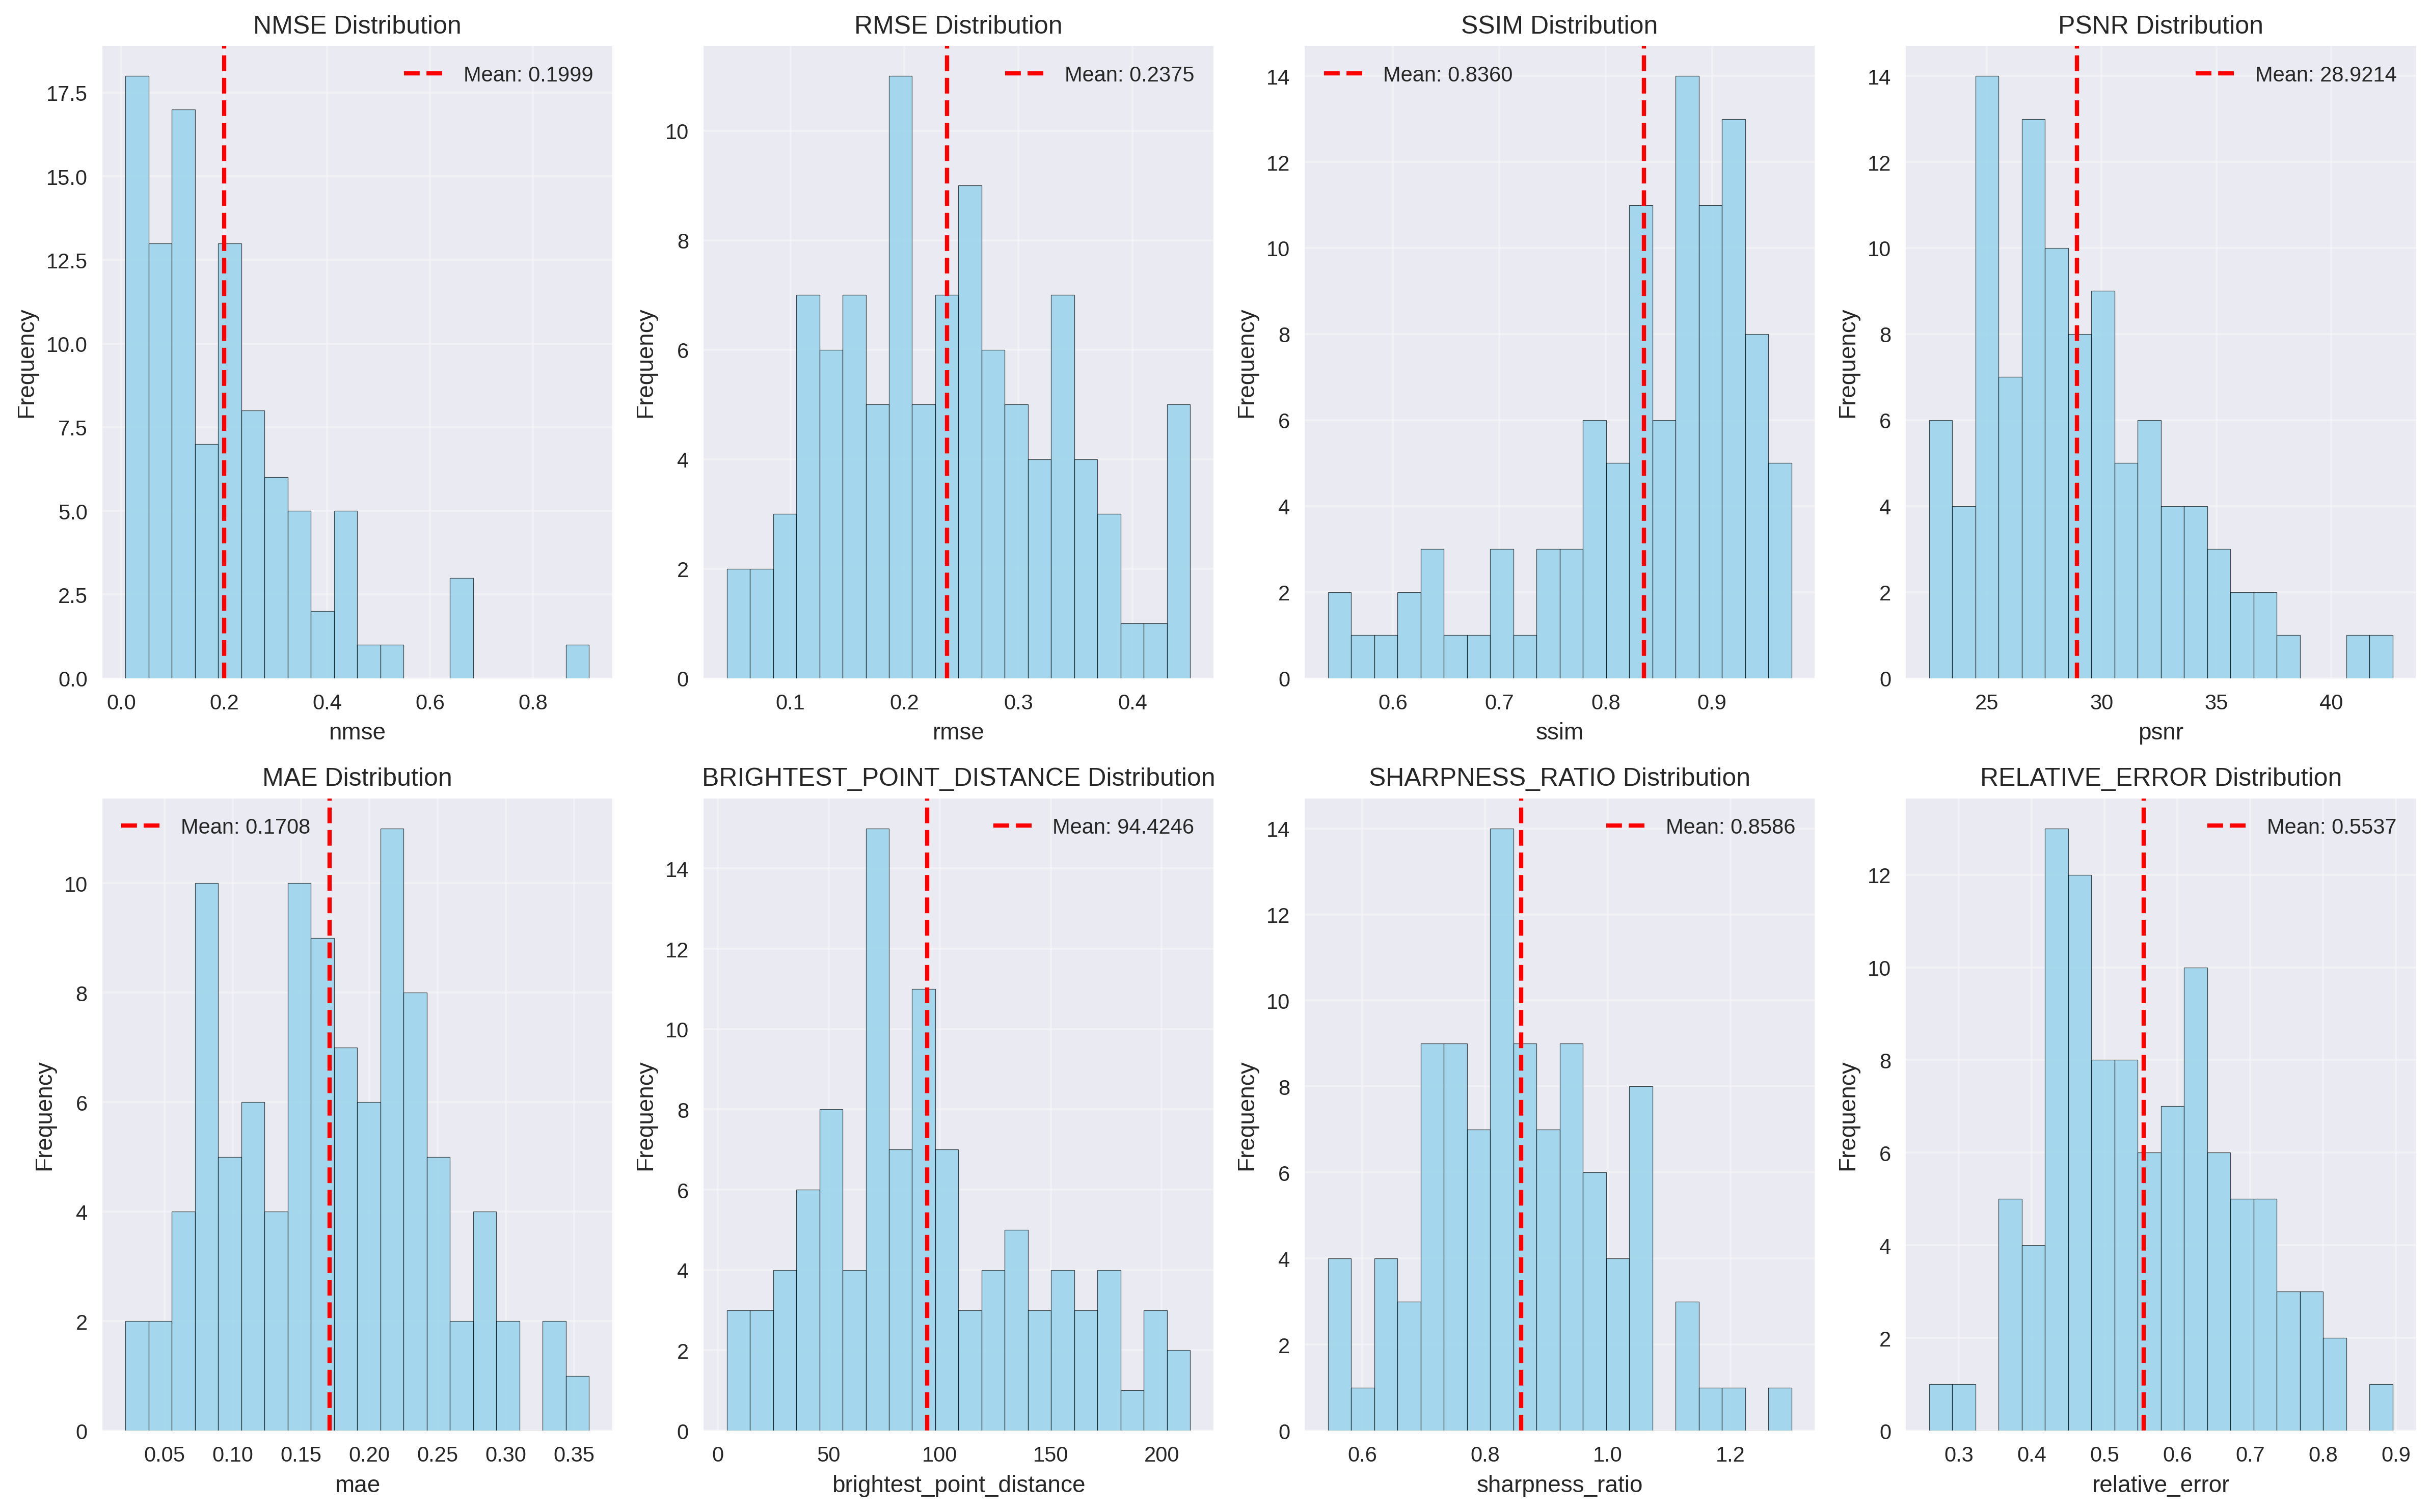 NMSE Distribution
Mean: 0.1999
Frequency
17.5
15.0
12.5
10.0
7.5
5.0
2.5
0.0
0.0 0.2 0.4 0.6 0.8
nmse
RMSE Distribution
Mean: 0.2375
Frequency
10
8
6
4
2
0
0.1 0.2 0.3 0.4
rmse
SSIM Distribution
Mean: 0.8360
Frequency
14
12
10
8
6
4
2
0
0.6 0.7 0.8 0.9
ssim
PSNR Distribution
Mean: 28.9214
Frequency
14
12
10
8
6
4
2
0
25 30 35 40
psnr
MAE Distribution
Mean: 0.1708
Frequency
10
8
6
4
2
0
0.05 0.10 0.15 0.20 0.25 0.30 0.35
mae
BRIGHTEST_POINT_DISTANCE Distribution
Mean: 94.4246
Frequency
14
12
10
8
6
4
2
0
0 50 100 150 200
brightest_point_distance
SHARPNESS_RATIO Distribution
Mean: 0.8586
Frequency
14
12
10
8
6
4
2
0
0.6 0.8 1.0 1.2
sharpness_ratio
RELATIVE_ERROR Distribution
Mean: 0.5537
Frequency
12
10
8
6
4
2
0
0.3 0.4 0.5 0.6 0.7 0.8 0.9
relative_error